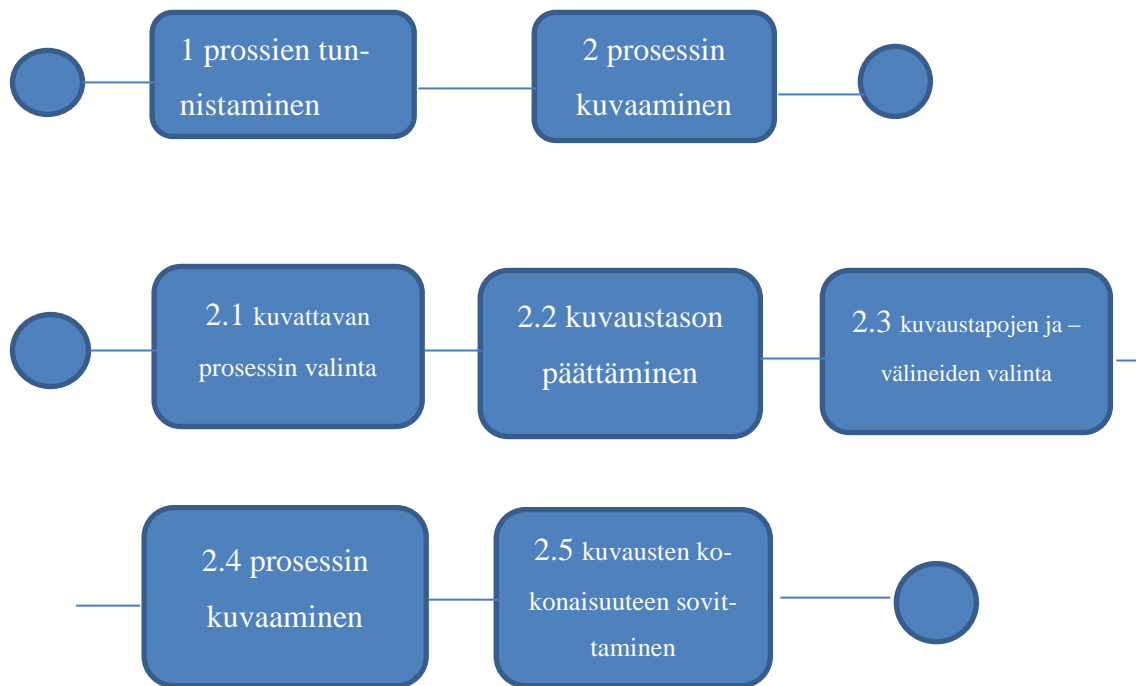 1 prossien tun-
nistaminen
2 prosessin
kuvaaminen
2.1 kuvattavan
prosessin valinta
2.2 kuvaustason
päättäminen
2.3 kuvaustapojen ja –
välineiden valinta
2.4 prosessin
kuvaaminen
2.5 kuvausten ko-
konaisuuteen sovit-
taminen